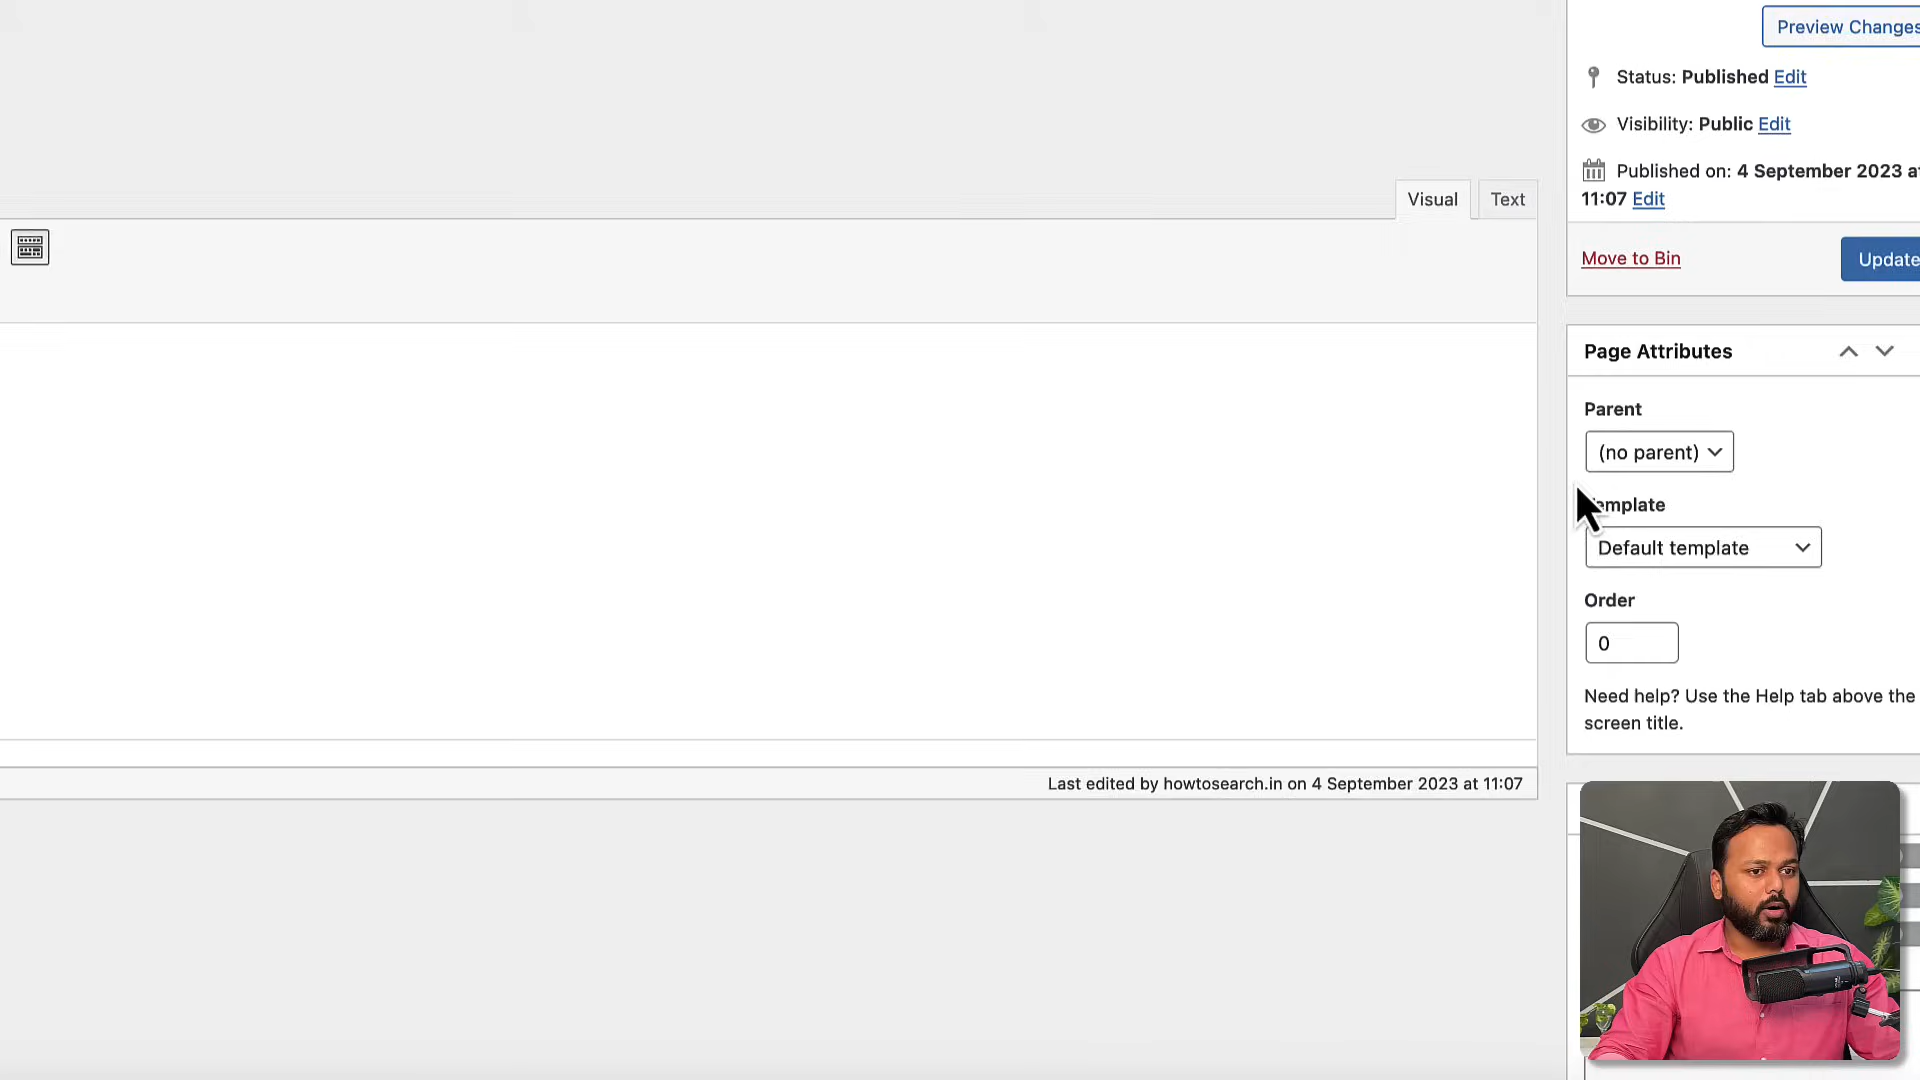 Preview Changes
Status: Published Edit
Visibility: Public Edit
Published on: 4 September 2023 at
11:07 Edit
Visual Text
Move to Bin
Update
Page Attributes
Parent
(no parent)
Template
Default template
Order
0
Need help? Use the Help tab above the
screen title.
Last edited by howtosearch.in on 4 September 2023 at 11:07